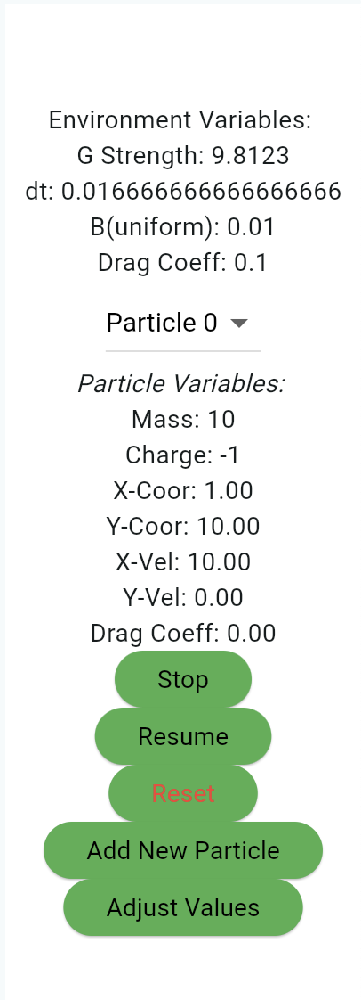 Environment Variables:
G Strength: 9.8123
dt: 0.016666666666666666
B(uniform): 0.01
Drag Coeff: 0.1
Particle 0
Particle Variables:
Mass: 10
Charge: -1
X-Coor: 1.00
Y-Coor: 10.00
X-Vel: 10.00
Y-Vel: 0.00
Drag Coeff: 0.00
Stop
Resume
Reset
Add New Particle
Adjust Values